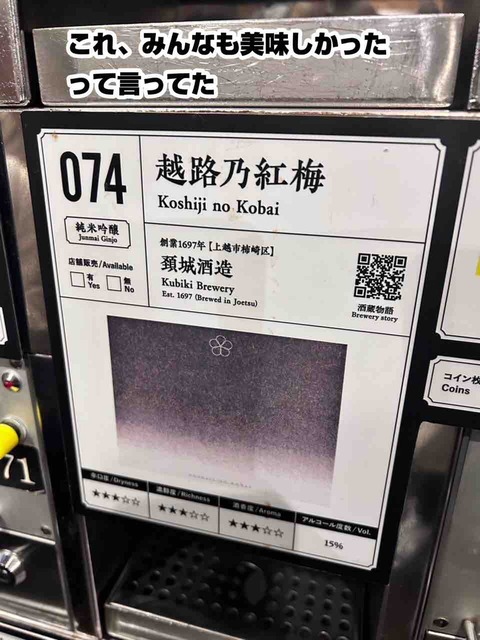 これ、みんなも美味しかった
って言ってた
074
越路乃紅梅
Koshiji no Kobai
純米吟醸
Junmai Ginjo
店舗販売/Available
有
Yes
無
No
創業1697年【上越市柿崎区】
頚城酒造
Kubiki Brewery
Est. 1697 (Brewed in Joetsu)
酒蔵物語
Brewery story
コイン枚
Coins
辛口度/Dryness
★★★☆☆
濃醇度/Richness
★★★☆☆
酒香度/Aroma
★★★☆☆
アルコール度数/Vol.
15%
71